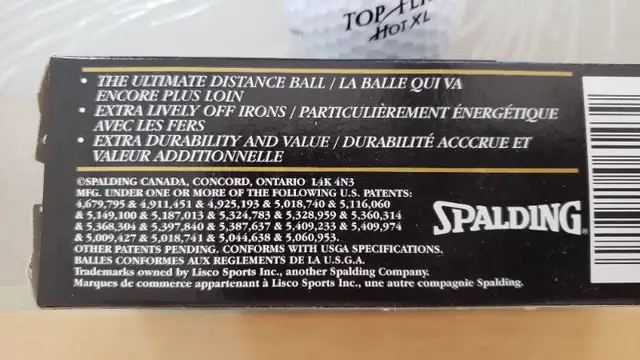 TOP
HOT XL
• THE ULTIMATE DISTANCE BALL / LA BALLE QUI VA
ENCORE PLUS LOIN
• EXTRA LIVELY OFF IRONS / PARTICULIÈREMENT ÉNERGÉTIQUE
AVEC LES FERS
• EXTRA DURABILITY AND VALUE / DURABILITÉ ACCCRUE ET
VALEUR ADDITIONNELLE
©SPALDING CANADA, CONCORD, ONTARIO L4K 4N3
MFG. UNDER ONE OR MORE OF THE FOLLOWING U.S. PATENTS:
4,679,795 & 4,911,451 & 4,925,193 & 5,018,740 & 5,116,060
& 5,149,100 & 5,187,013 & 5,324,783 & 5,328,959 & 5,360,314
& 5,368,304 & 5,397,840 & 5,387,637 & 5,409,233 & 5,409,974
& 5,009,427 & 5,018,741 & 5,044,638 & 5,060,953.
OTHER PATENTS PENDING. CONFORMS WITH USGA SPECIFICATIONS.
BALLES CONFORMES AUX REGLEMENTS DE LA U.S.G.A.
Trademarks owned by Lisco Sports Inc., another Spalding Company.
Marques de commerce appartenant à Lisco Sports Inc., une autre compagnie Spalding.
SPALDING®